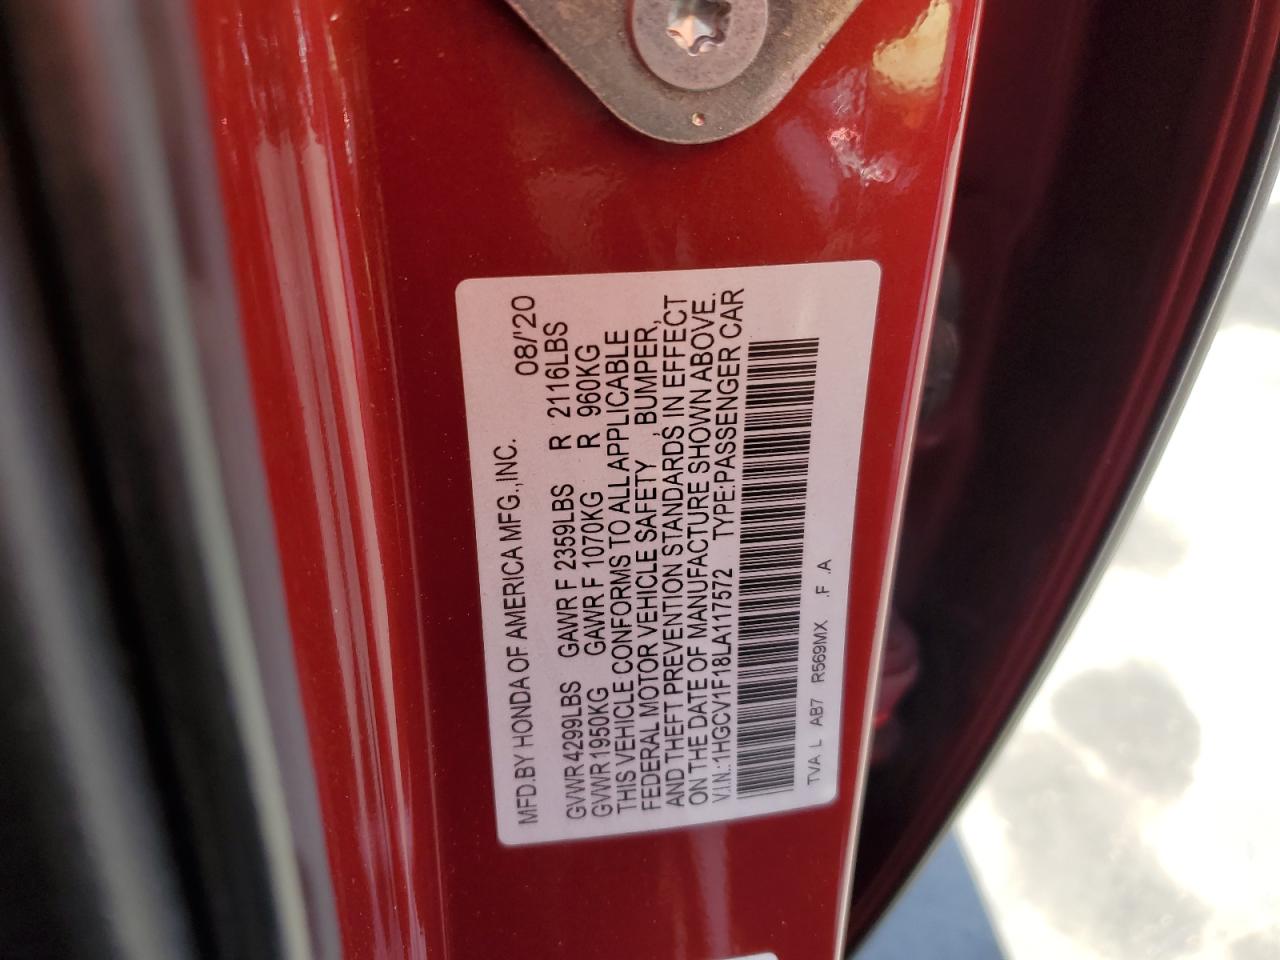 MFD.BY HONDA OF AMERICA MFG.,INC. 08/'20
GVWR 4299LBS GAWR F 2359LBS R 2116LBS
GVWR 1950KG GAWR F 1070KG R 960KG
THIS VEHICLE CONFORMS TO ALL APPLICABLE
FEDERAL MOTOR VEHICLE SAFETY , BUMPER,
AND THEFT PREVENTION STANDARDS IN EFFECT
ON THE DATE OF MANUFACTURE SHOWN ABOVE.
V.I.N.:1HGCV1F18LA117572 TYPE:PASSENGER CAR
TVA L AB7 R569MX .F .A